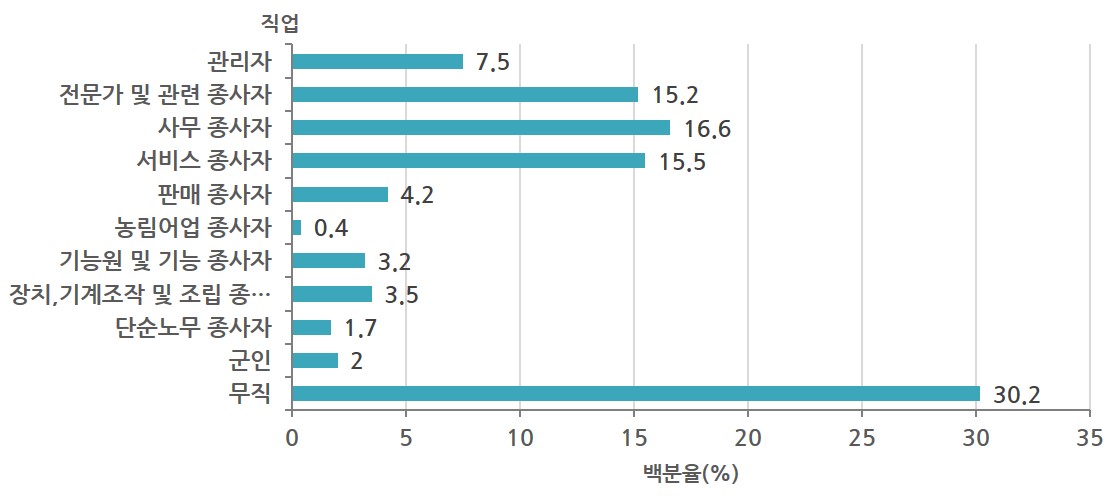 직업
관리자 7.5
전문가 및 관련 종사자 15.2
사무 종사자 16.6
서비스 종사자 15.5
판매 종사자 4.2
농림어업 종사자 0.4
기능원 및 기능 종사자 3.2
장치,기계조작 및 조립 종… 3.5
단순노무 종사자 1.7
군인 2
무직 30.2
0 5 10 15 20 25 30 35
백분율(%)